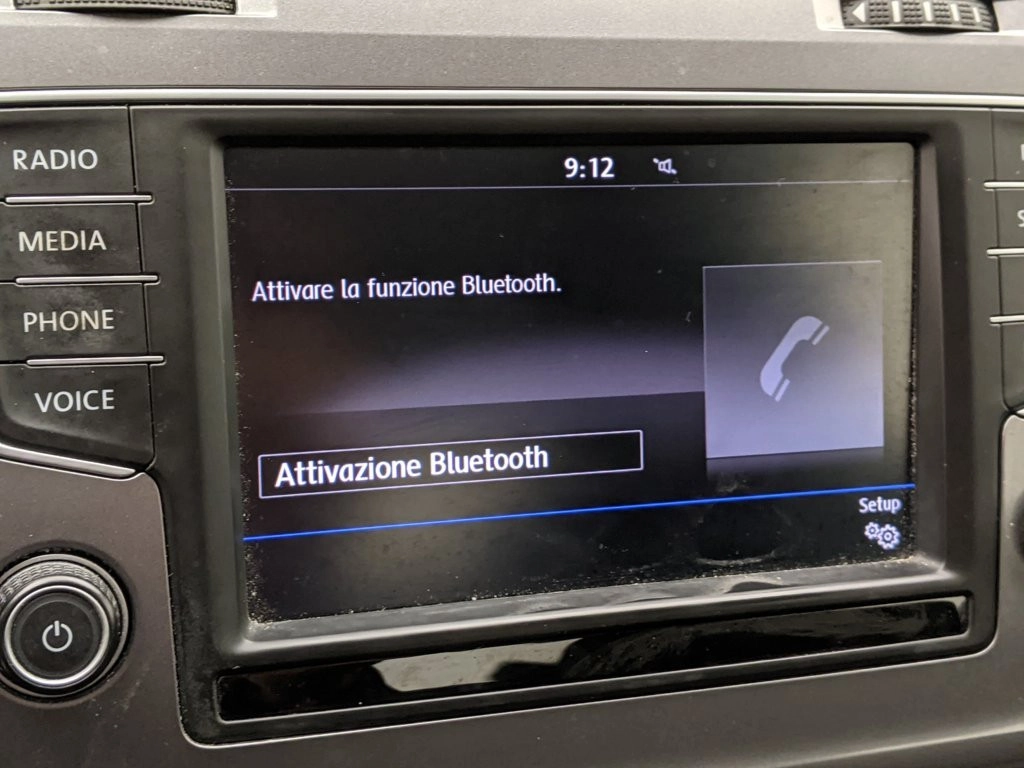 9:12
RADIO
MEDIA
PHONE
VOICE
Attivare la funzione Bluetooth.
Attivazione Bluetooth
Setup